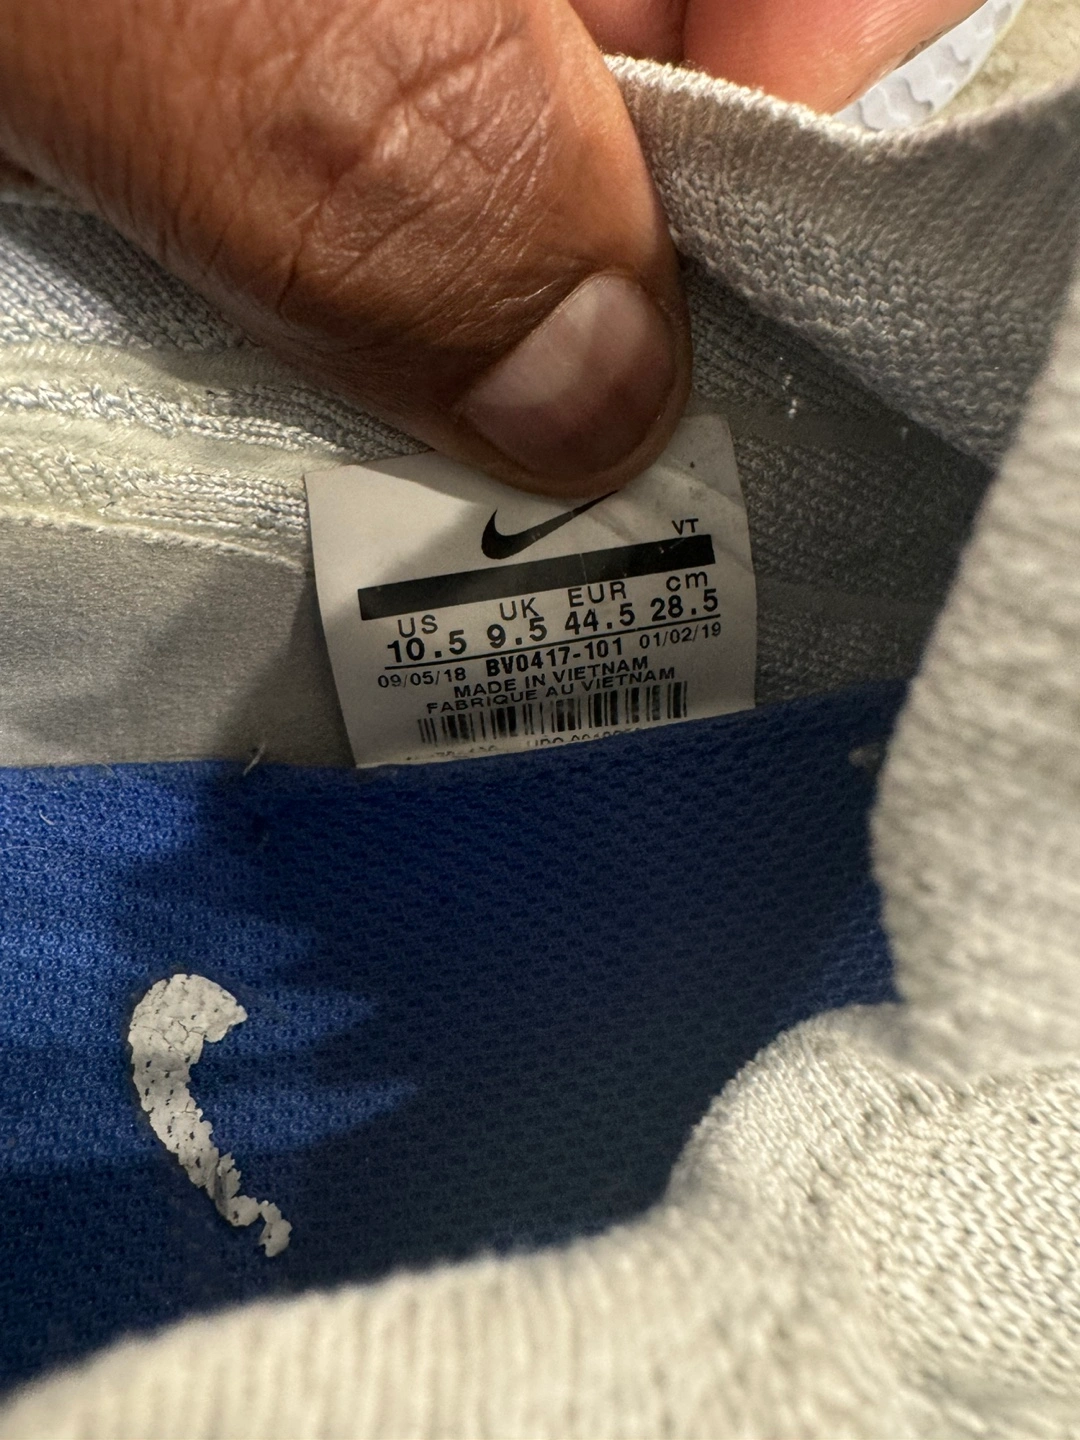 VT
US UK EUR cm
10.5 9.5 44.5 28.5
09/05/18 BV0417-101 01/02/19
MADE IN VIETNAM
FABRIQUE AU VIETNAM